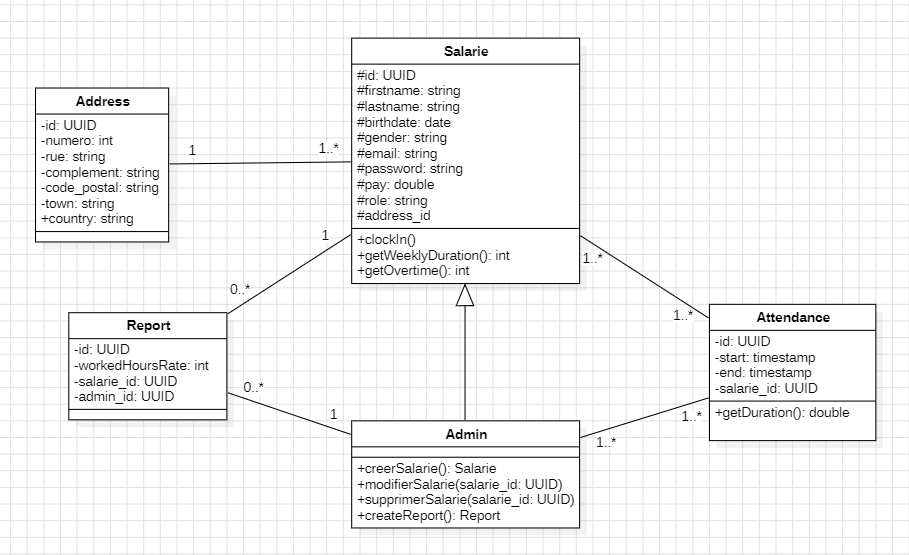 Salarie
#id: UUID
#firstname: string
#lastname: string
#birthdate: date
#gender: string
#email: string
#password: string
#pay: double
#role: string
#address_id
+clockIn()
+getWeeklyDuration(): int
+getOvertime(): int
Address
-id: UUID
-numero: int
-rue: string
-complement: string
-code_postal: string
-town: string
+country: string
1
1..*
1
0..*
1..*
1..*
Report
-id: UUID
-workedHoursRate: int
-salarie_id: UUID
-admin_id: UUID
0..*
1
Attendance
-id: UUID
-start: timestamp
-end: timestamp
-salarie_id: UUID
+getDuration(): double
1..*
1..*
Admin
+creerSalarie(): Salarie
+modifierSalarie(salarie_id: UUID)
+supprimerSalarie(salarie_id: UUID)
+createReport(): Report